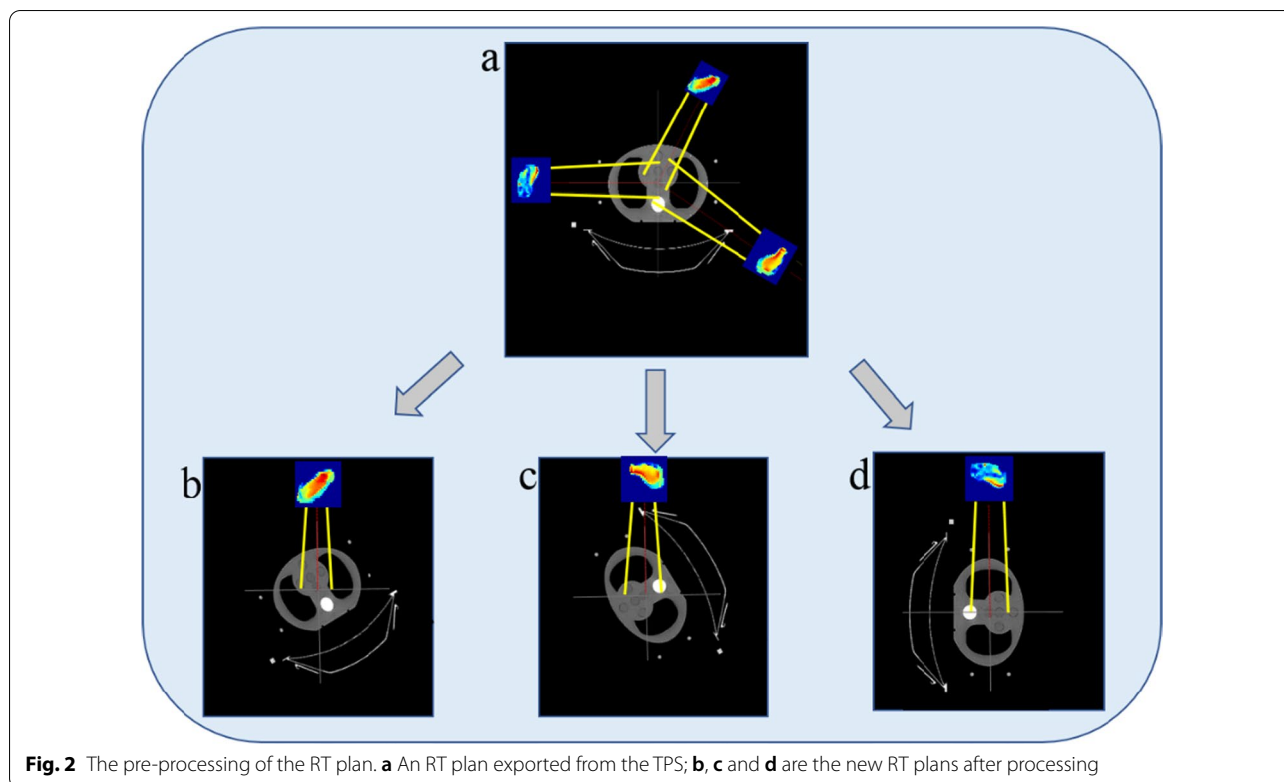 a
b
c
d
Fig. 2 The pre-processing of the RT plan. a An RT plan exported from the TPS; b, c and d are the new RT plans after processing